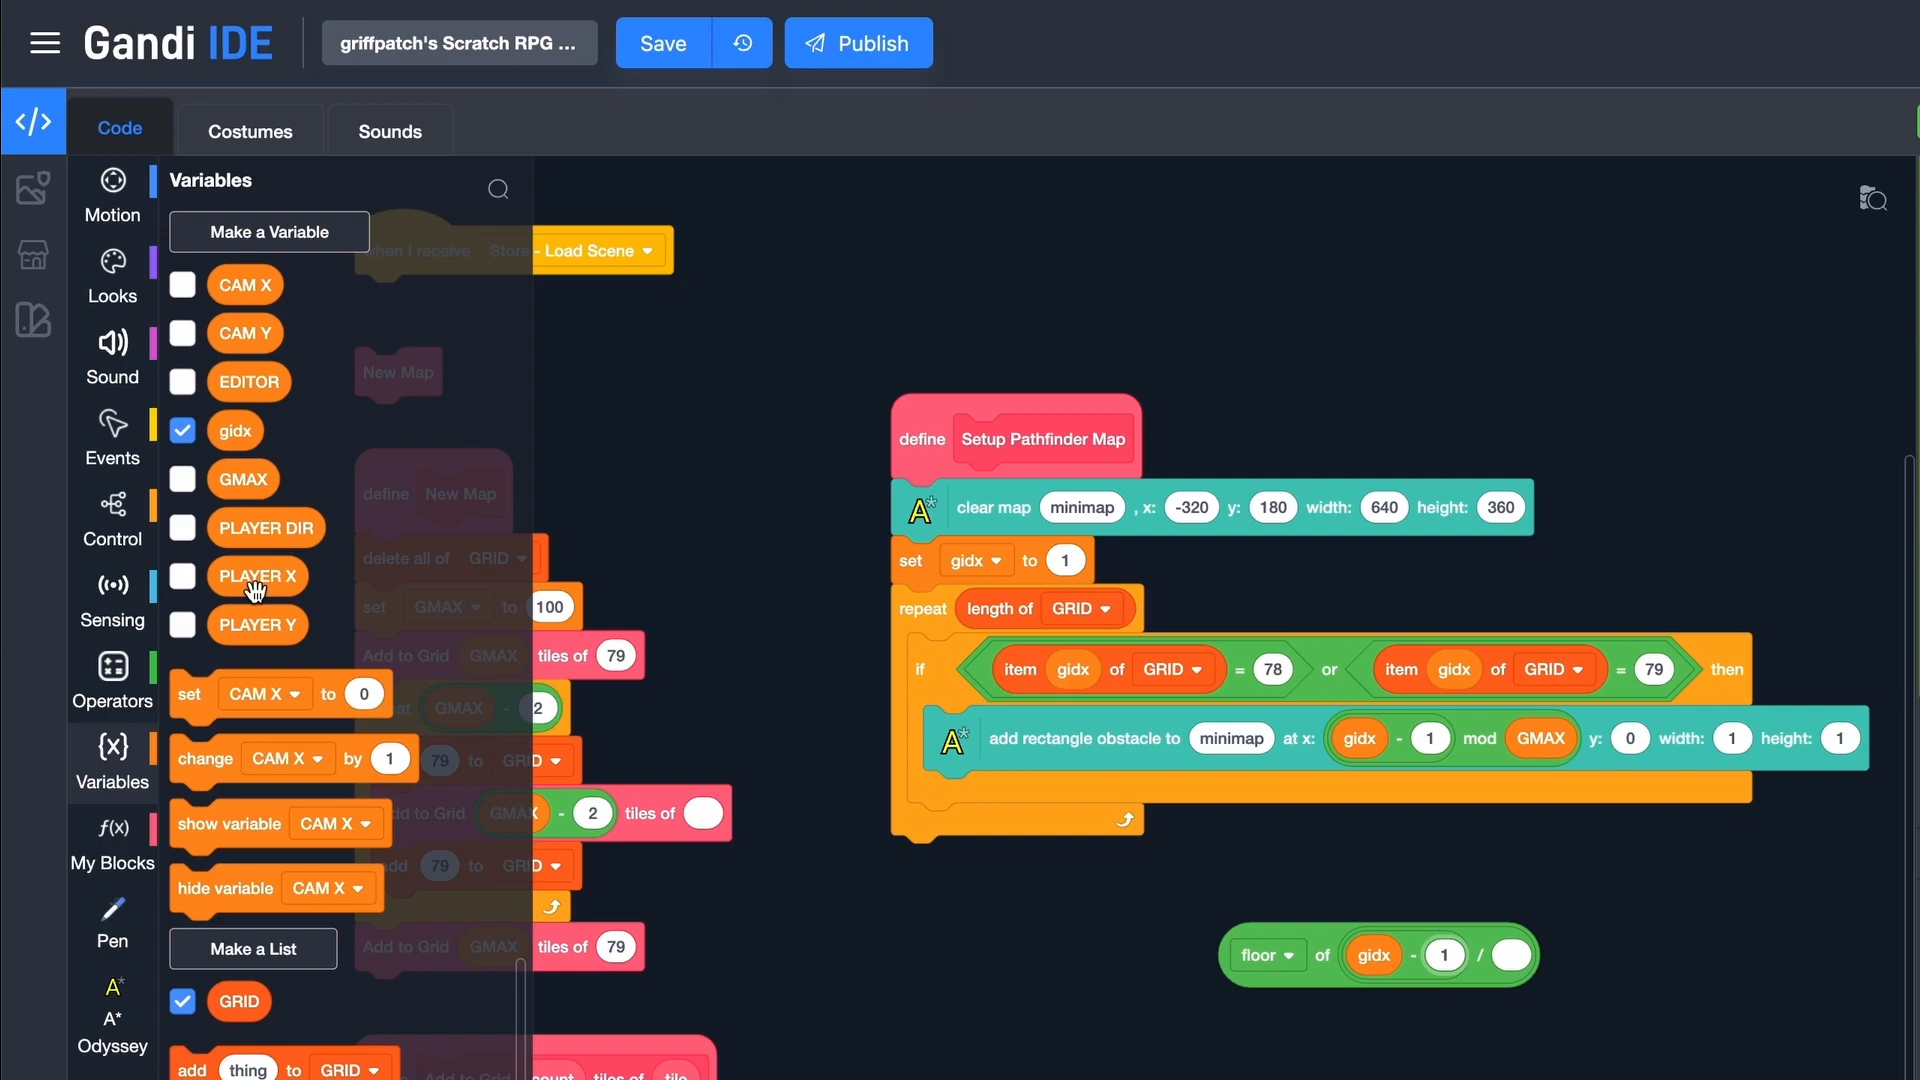 Gandi IDE
griffpatch's Scratch RPG ...
Save
Publish
Code
Costumes
Sounds
Motion
Looks
Sound
Events
Control
Sensing
Operators
Variables
My Blocks
Pen
A*
Odyssey
Variables
Make a Variable
CAM X
CAM Y
EDITOR
gidx
GMAX
PLAYER DIR
PLAYER X
PLAYER Y
set CAM X to 0
change CAM X by 1
show variable CAM X
hide variable CAM X
Make a List
GRID
add thing to GRID
when I receive Store - Load Scene
New Map
define New Map
delete all of GRID
set GMAX to 100
Add to Grid GMAX tiles of 79
GMAX - 2
79 to GRID
Add to Grid GMAX - 2 tiles of
add 79 to GRID
Add to Grid GMAX tiles of 79
Add to Grid count tiles of tile
define Setup Pathfinder Map
A* clear map minimap , x: -320 y: 180 width: 640 height: 360
set gidx to 1
repeat length of GRID
if item gidx of GRID = 78 or item gidx of GRID = 79 then
A* add rectangle obstacle to minimap at x: gidx - 1 mod GMAX y: 0 width: 1 height: 1
floor of gidx - 1 /